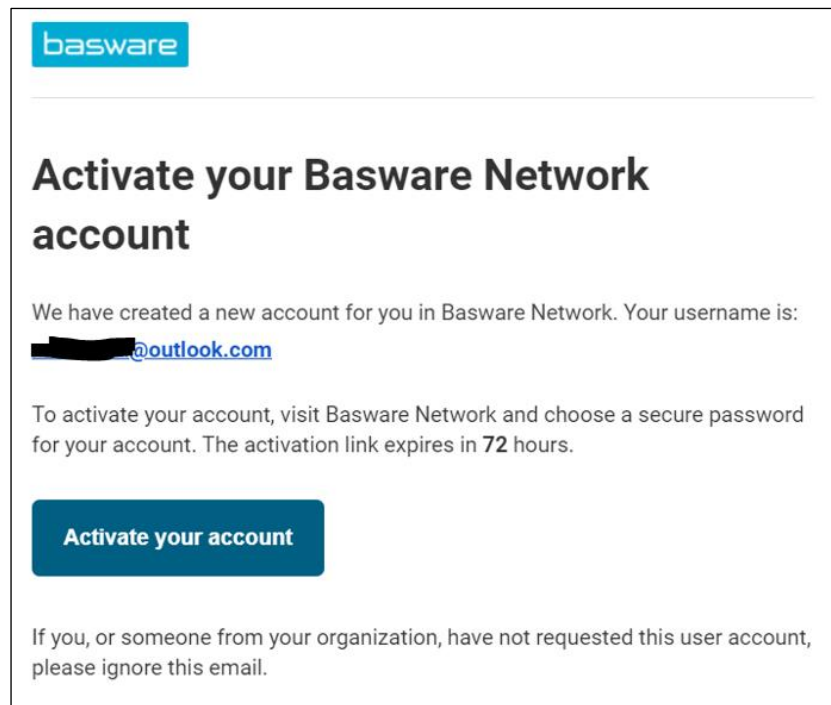 basware
Activate your Basware Network
account
We have created a new account for you in Basware Network. Your username is:
@outlook.com
To activate your account, visit Basware Network and choose a secure password
for your account. The activation link expires in 72 hours.
Activate your account
If you, or someone from your organization, have not requested this user account,
please ignore this email.